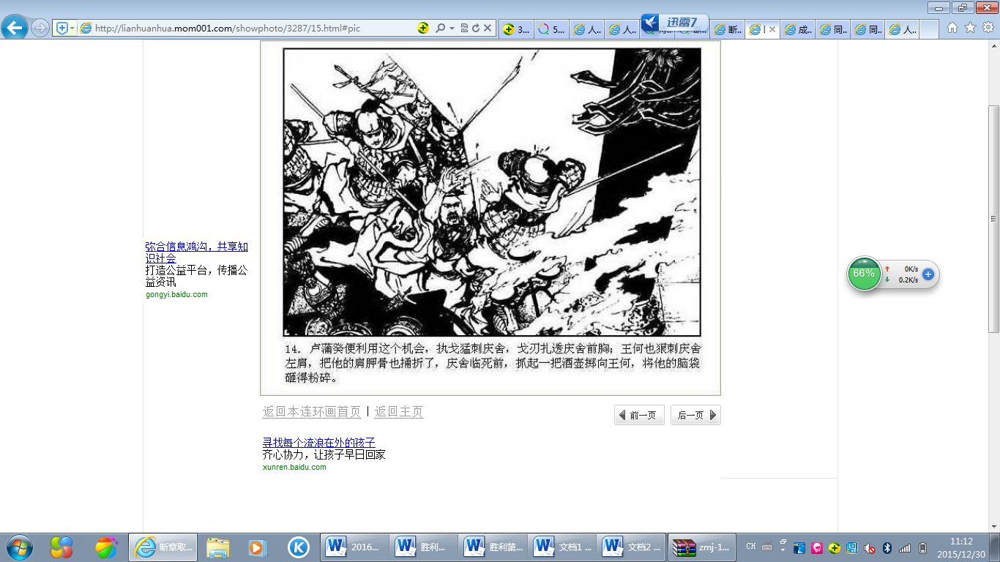 http://lianhuanhua.mom001.com/showphoto/3287/15.html#pic
3...
5...
人..
人..
迅雷7
断..
成..
同..
同..
人..
弥合信息鸿沟，共享知
识社会
打造公益平台，传播公
益资讯
gongyi.baidu.com
66%
0K/s
0.2K/s
14. 卢蒲癸便利用这个机会，执戈猛刺庆舍，戈刃扎透庆舍前胸；王何也狠刺庆舍
左肩，把他的肩胛骨也捅折了，庆舍临死前，抓起一把酒壶掷向王何，将他的脑袋
砸得粉碎。
返回本连环画首页 | 返回主页
前一页
后一页
寻找每个流浪在外的孩子
齐心协力，让孩子早日回家
xunren.baidu.com
断章取...
2016...
胜利...
胜利第...
文档1 ...
文档2 ...
zmj-1...
CH
11:12
2015/12/30